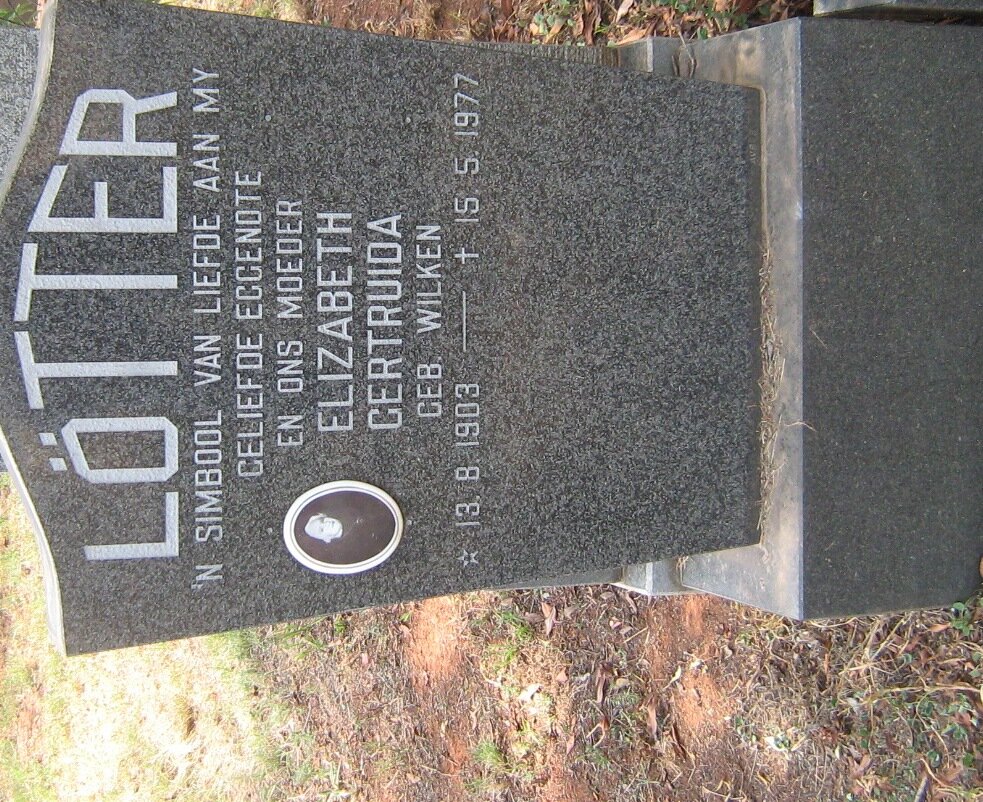 LÖTTER
'N SIMBOOL VAN LIEFDE AAN MY
GELIEFDE EGGENOTE
EN ONS MOEDER
ELIZABETH
GERTRUIDA
GEB. WILKEN
☆ 13. 8. 1903 — † 15. 5. 1977